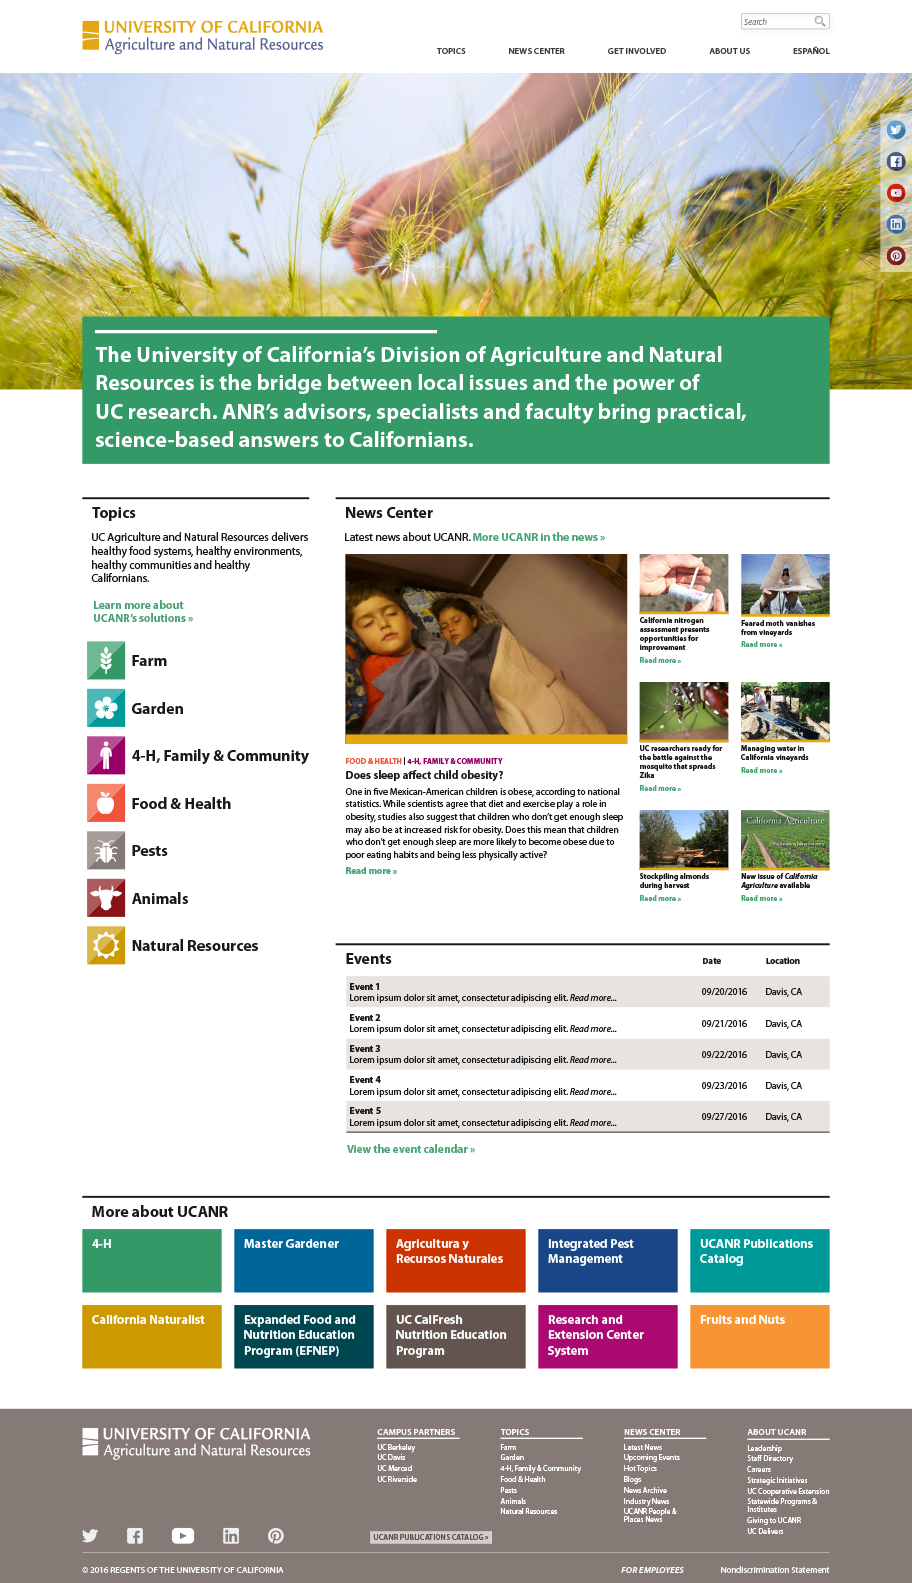 UNIVERSITY OF CALIFORNIA
Agriculture and Natural Resources
Search
TOPICS
NEWS CENTER
GET INVOLVED
ABOUT US
ESPAÑOL
The University of California's Division of Agriculture and Natural
Resources is the bridge between local issues and the power of
UC research. ANR's advisors, specialists and faculty bring practical,
science-based answers to Californians.
Topics
UC Agriculture and Natural Resources delivers
healthy food systems, healthy environments,
healthy communities and healthy
Californians.
Learn more about
UCANR's solutions »
Farm
Garden
4-H, Family & Community
Food & Health
Pests
Animals
Natural Resources
News Center
Latest news about UCANR. More UCANR in the news »
FOOD & HEALTH | 4-H, FAMILY & COMMUNITY
Does sleep affect child obesity?
One in five Mexican-American children is obese, according to national
statistics. While scientists agree that diet and exercise play a role in
obesity, studies also suggest that children who don't get enough sleep
may also be at increased risk for obesity. Does this mean that children
who don't get enough sleep are more likely to become obese due to
poor eating habits and being less physically active?
Read more »
California nitrogen
assessment presents
opportunities for
improvement
Read more »
Feared moth vanishes
from vineyards
Read more »
UC researchers ready for
the battle against the
mosquito that spreads
Zika
Read more »
Managing water in
California vineyards
Read more »
Stockpiling almonds
during harvest
Read more »
California Agriculture
New issue of California
Agriculture available
Read more »
Events
Date
Location
Event 1
Lorem ipsum dolor sit amet, consectetur adipiscing elit. Read more...
09/20/2016
Davis, CA
Event 2
Lorem ipsum dolor sit amet, consectetur adipiscing elit. Read more...
09/21/2016
Davis, CA
Event 3
Lorem ipsum dolor sit amet, consectetur adipiscing elit. Read more...
09/22/2016
Davis, CA
Event 4
Lorem ipsum dolor sit amet, consectetur adipiscing elit. Read more...
09/23/2016
Davis, CA
Event 5
Lorem ipsum dolor sit amet, consectetur adipiscing elit. Read more...
09/27/2016
Davis, CA
View the event calendar »
More about UCANR
4-H
Master Gardener
Agricultura y
Recursos Naturales
Integrated Pest
Management
UCANR Publications
Catalog
California Naturalist
Expanded Food and
Nutrition Education
Program (EFNEP)
UC CalFresh
Nutrition Education
Program
Research and
Extension Center
System
Fruits and Nuts
UNIVERSITY OF CALIFORNIA
Agriculture and Natural Resources
CAMPUS PARTNERS
UC Berkeley
UC Davis
UC Merced
UC Riverside
TOPICS
Farm
Garden
4-H, Family & Community
Food & Health
Pests
Animals
Natural Resources
NEWS CENTER
Latest News
Upcoming Events
Hot Topics
Blogs
News Archive
Industry News
UCANR People &
Places News
ABOUT UCANR
Leadership
Staff Directory
Careers
Strategic Initiatives
UC Cooperative Extension
Statewide Programs &
Institutes
Giving to UCANR
UC Delivers
UCANR PUBLICATIONS CATALOG »
© 2016 REGENTS OF THE UNIVERSITY OF CALIFORNIA
FOR EMPLOYEES
Nondiscrimination Statement